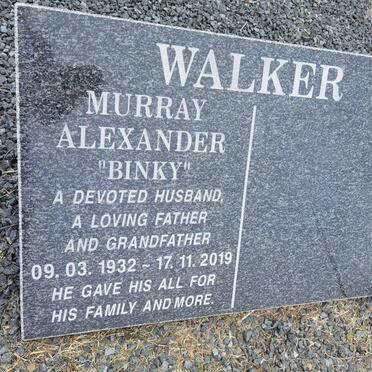 WALKER
MURRAY
ALEXANDER
"BINKY"
A DEVOTED HUSBAND,
A LOVING FATHER
AND GRANDFATHER
09. 03. 1932 ~ 17. 11. 2019
HE GAVE HIS ALL FOR
HIS FAMILY AND MORE.